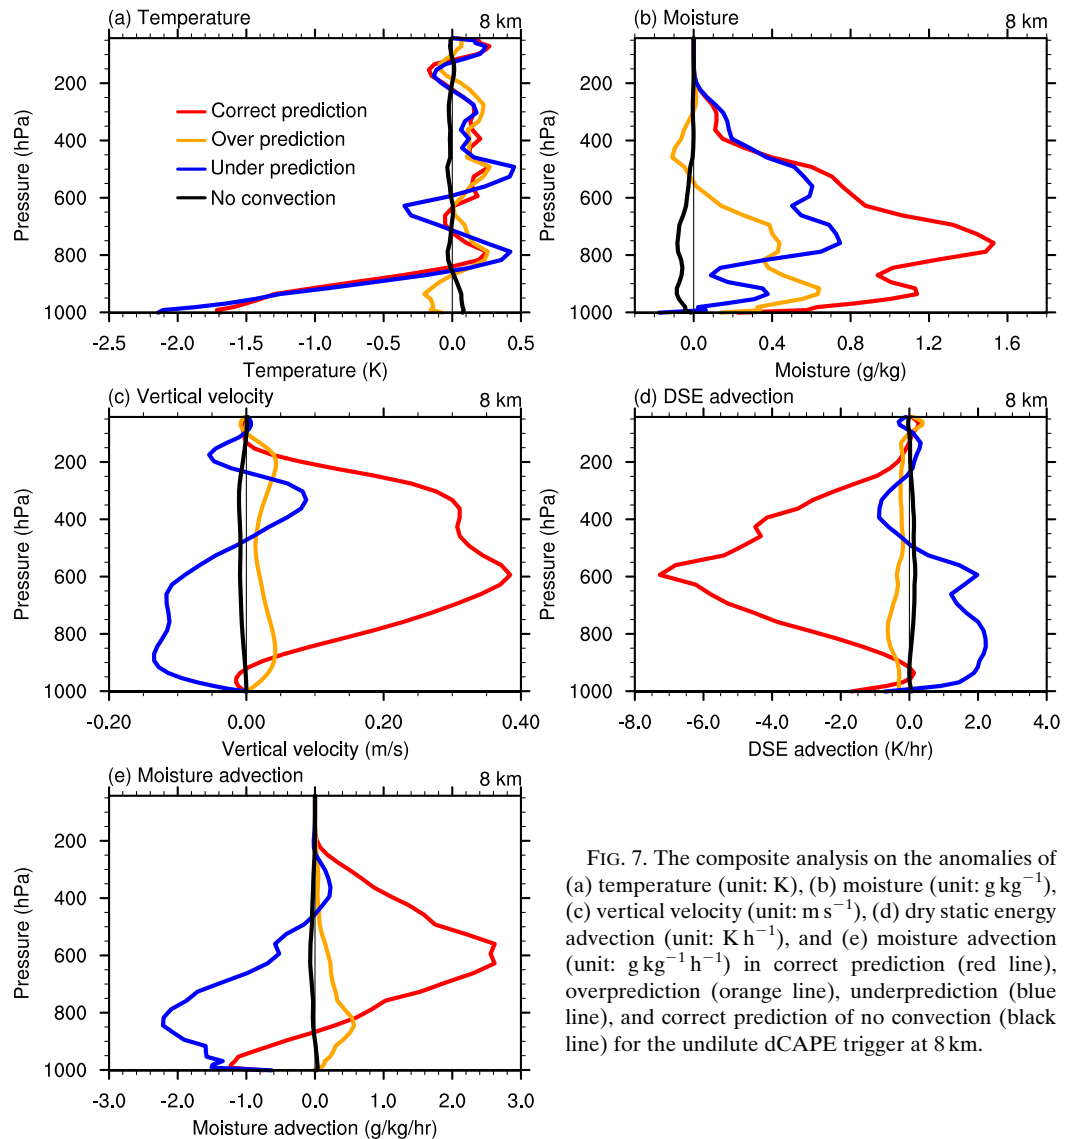 (a) Temperature 8 km
Pressure (hPa)
200
400
600
800
1000
Correct prediction
Over prediction
Under prediction
No convection
-2.5 -2.0 -1.5 -1.0 -0.5 0.0 0.5
Temperature (K)
(b) Moisture 8 km
Pressure (hPa)
200
400
600
800
1000
0.0 0.4 0.8 1.2 1.6
Moisture (g/kg)
(c) Vertical velocity 8 km
Pressure (hPa)
200
400
600
800
1000
-0.20 0.00 0.20 0.40
Vertical velocity (m/s)
(d) DSE advection 8 km
Pressure (hPa)
200
400
600
800
1000
-8.0 -6.0 -4.0 -2.0 0.0 2.0 4.0
DSE advection (K/hr)
(e) Moisture advection 8 km
Pressure (hPa)
200
400
600
800
1000
-3.0 -2.0 -1.0 0.0 1.0 2.0 3.0
Moisture advection (g/kg/hr)
FIG. 7. The composite analysis on the anomalies of
(a) temperature (unit: K), (b) moisture (unit: g kg⁻¹),
(c) vertical velocity (unit: m s⁻¹), (d) dry static energy
advection (unit: K h⁻¹), and (e) moisture advection
(unit: g kg⁻¹ h⁻¹) in correct prediction (red line),
overprediction (orange line), underprediction (blue
line), and correct prediction of no convection (black
line) for the undilute dCAPE trigger at 8 km.